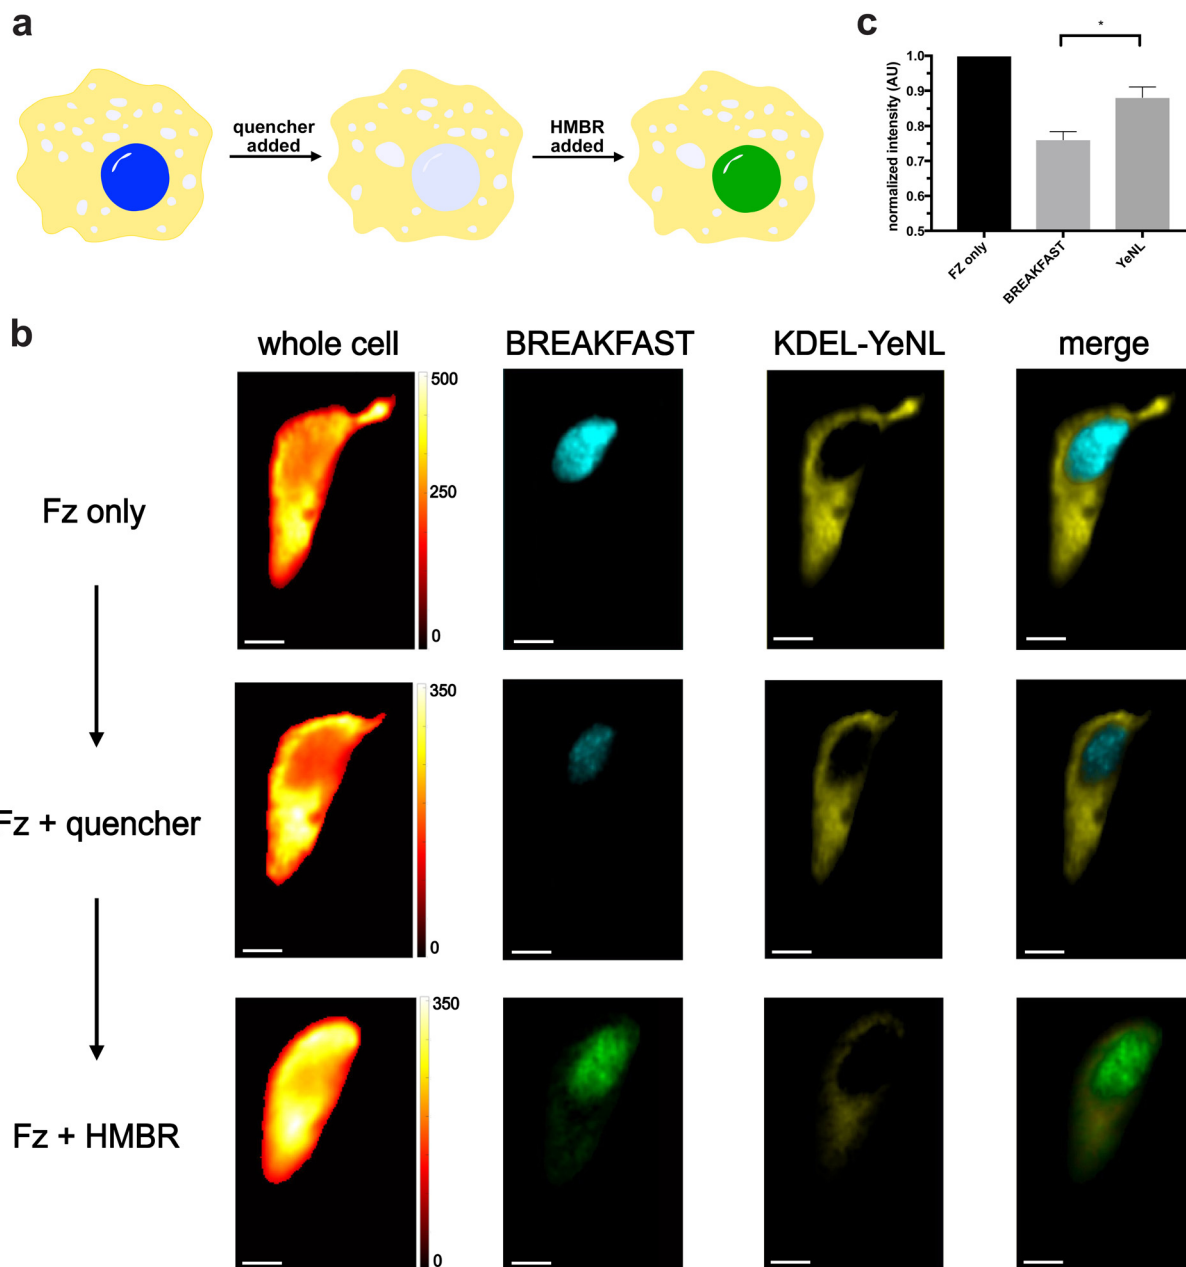 a
quencher
added
HMBR
added
c
*
normalized intensity (AU)
1.0
0.9
0.8
0.7
0.6
0.5
FZ only
BREAKFAST
YeNL
b
whole cell
BREAKFAST
KDEL-YeNL
merge
Fz only
500
250
0
Fz + quencher
350
0
Fz + HMBR
350
0